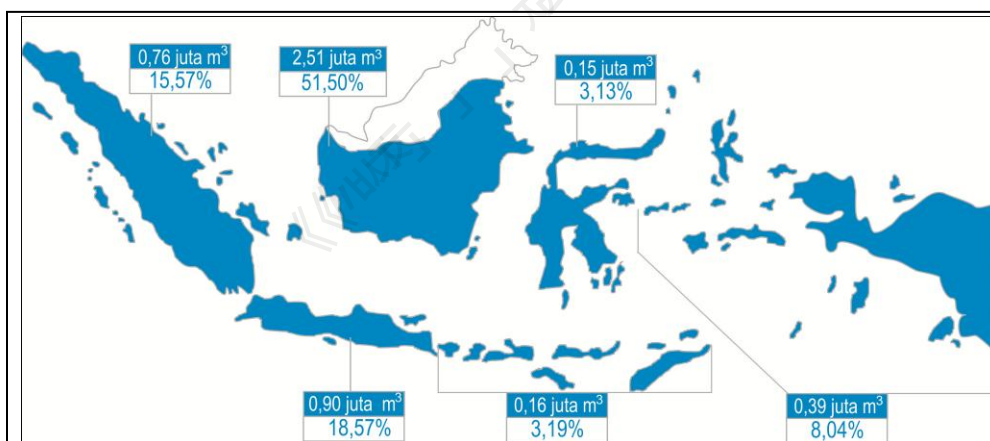 0,76 juta m³
15,57%
2,51 juta m³
51,50%
0,15 juta m³
3,13%
0,90 juta m³
18,57%
0,16 juta m³
3,19%
0,39 juta m³
8,04%